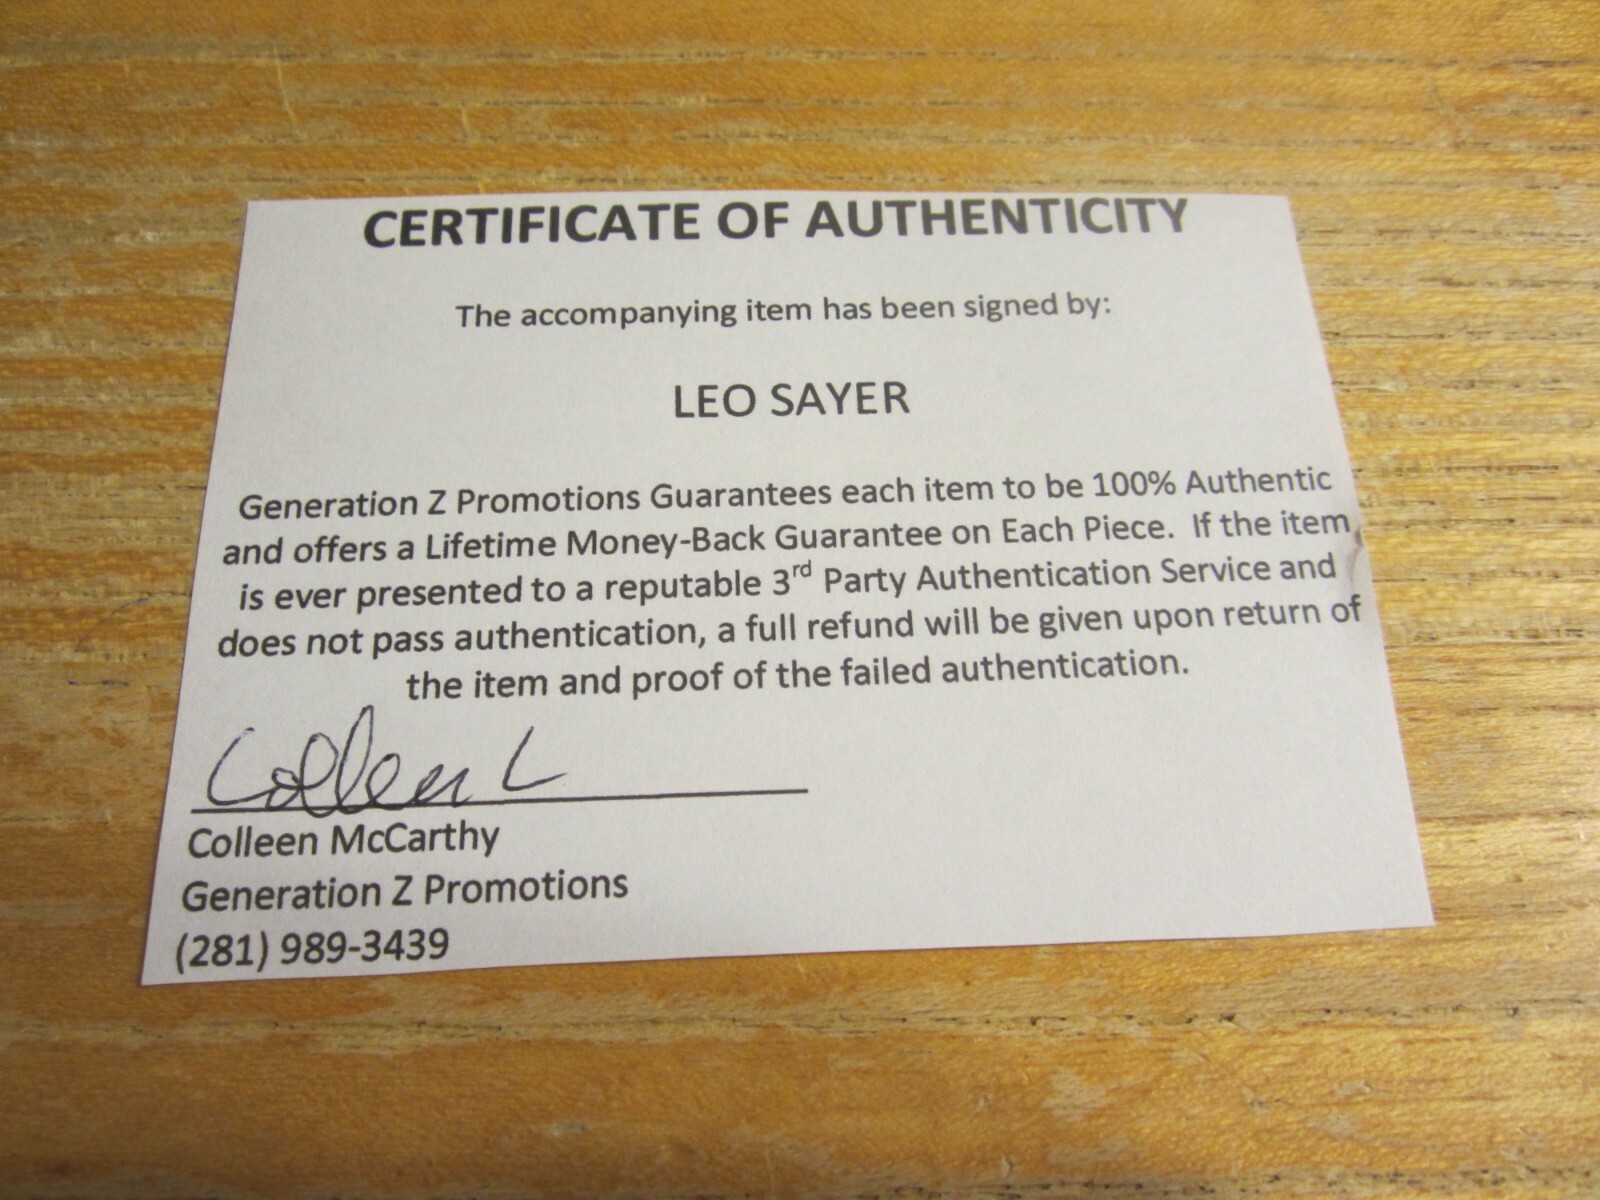 CERTIFICATE OF AUTHENTICITY
The accompanying item has been signed by:
LEO SAYER
Generation Z Promotions Guarantees each item to be 100% Authentic
and offers a Lifetime Money-Back Guarantee on Each Piece. If the item
is ever presented to a reputable 3rd Party Authentication Service and
does not pass authentication, a full refund will be given upon return of
the item and proof of the failed authentication.
Colleen L
Colleen McCarthy
Generation Z Promotions
(281) 989-3439